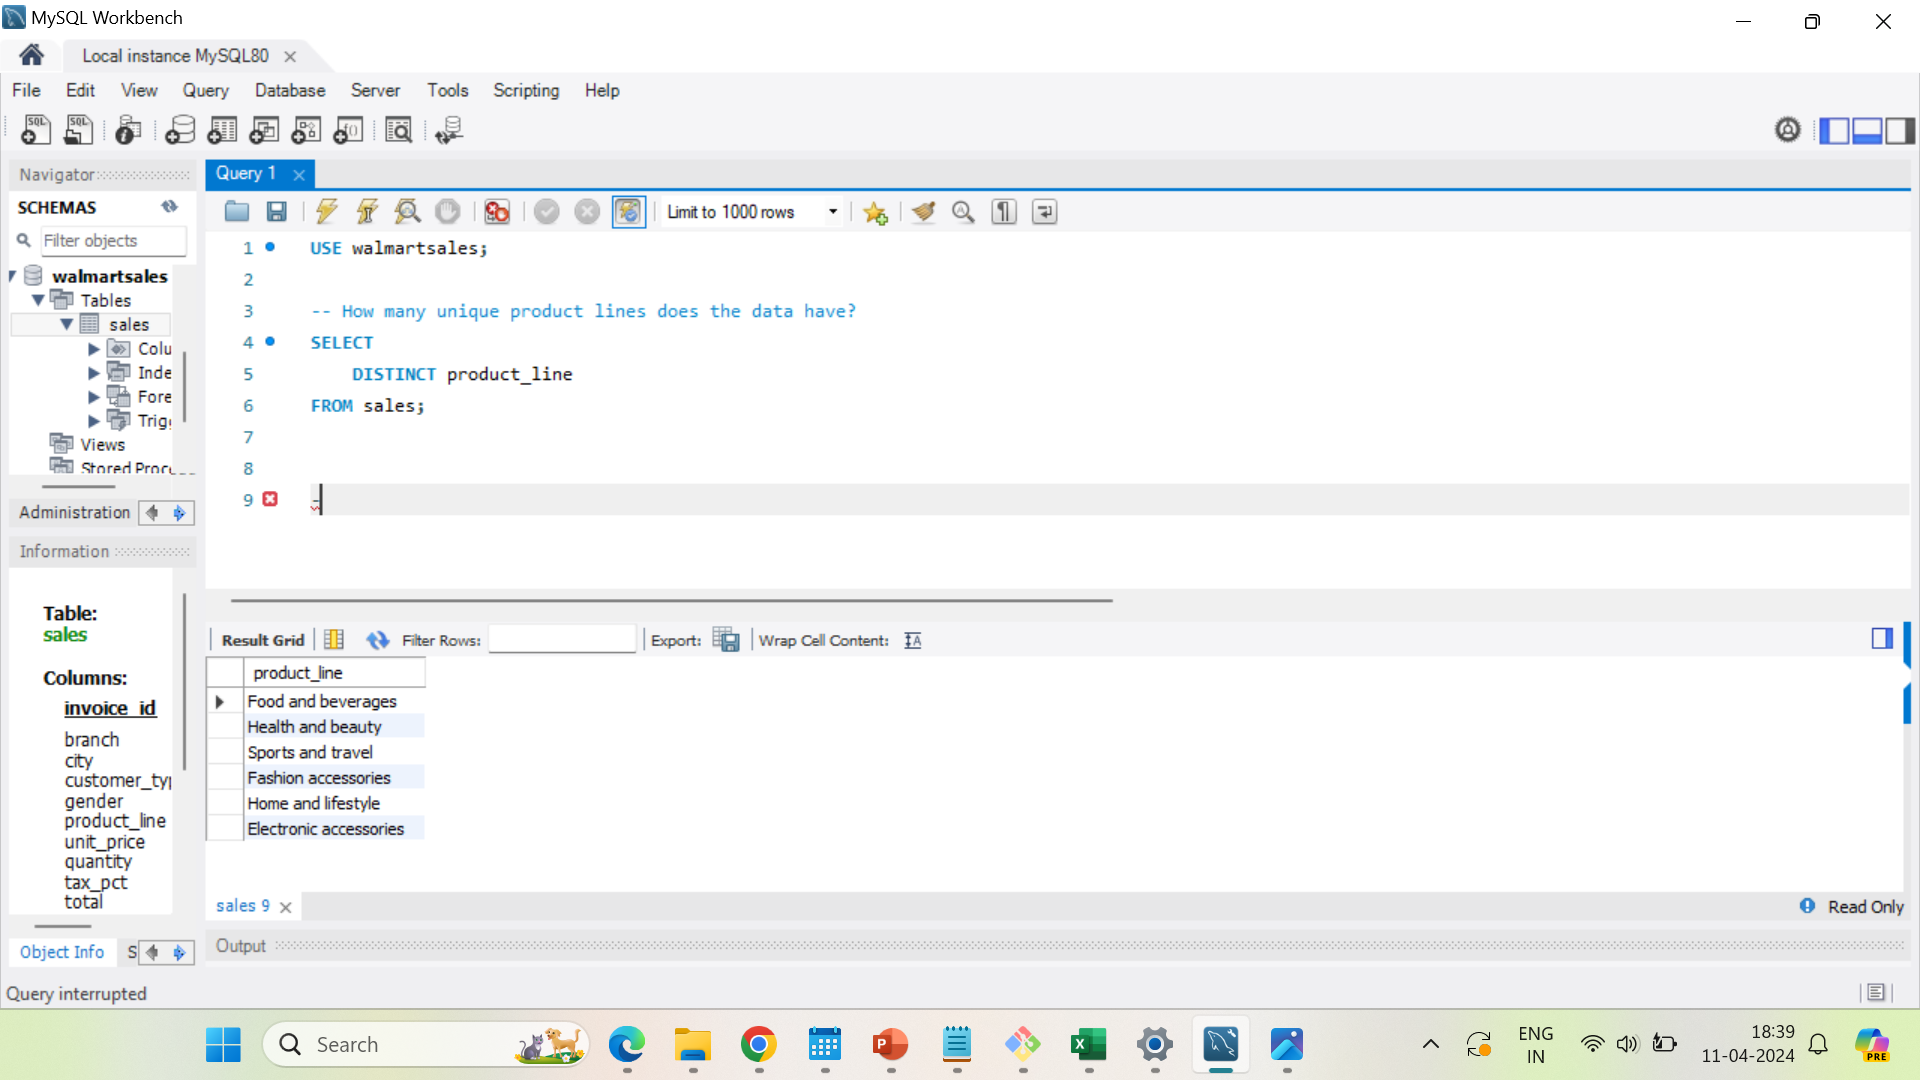 MySQL Workbench
Local instance MySQL80
File Edit View Query Database Server Tools Scripting Help
Navigator
SCHEMAS
Filter objects
walmartsales
Tables
sales
Colu
Inde
Fore
Trig
Views
Stored Proc
Administration
Information
Table:
sales
Columns:
invoice_id
branch
city
customer_typ
gender
product_line
unit_price
quantity
tax_pct
total
Object Info S
Query interrupted
Query 1
Limit to 1000 rows
1 USE walmartsales;
2
3 -- How many unique product lines does the data have?
4 SELECT
5 DISTINCT product_line
6 FROM sales;
7
8
9 -
Result Grid Filter Rows: Export: Wrap Cell Content:
product_line
Food and beverages
Health and beauty
Sports and travel
Fashion accessories
Home and lifestyle
Electronic accessories
sales 9
Read Only
Output
Search
ENG
IN
18:39
11-04-2024
PRE